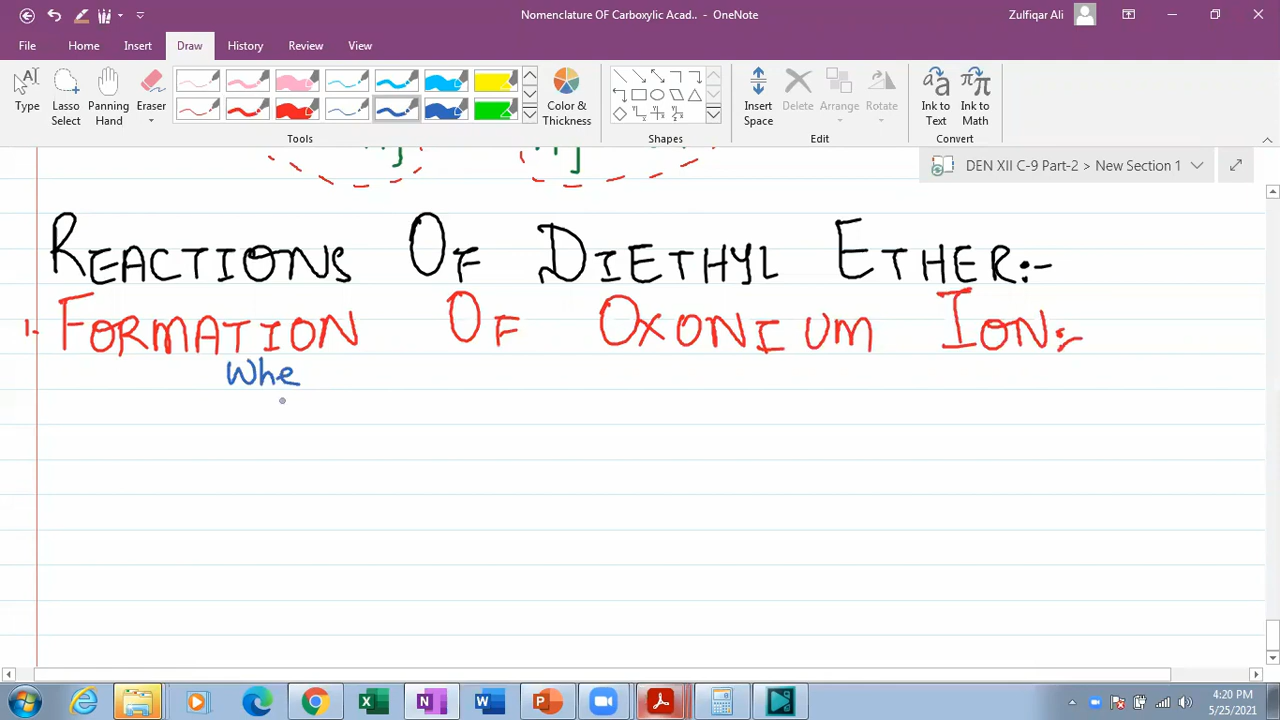 Nomenclature OF Carboxylic Acad.. - OneNote
Zulfiqar Ali
File Home Insert Draw History Review View
Type
Lasso Select
Panning Hand
Eraser
Color & Thickness
Insert Space
Delete
Arrange
Rotate
Ink to Text
Ink to Math
Tools
Shapes
Edit
Convert
DEN XII C-9 Part-2 > New Section 1
REACTIONS OF DIETHYL ETHER:-
1. FORMATION OF OXONIUM ION:-
Whe
4:20 PM
5/25/2021